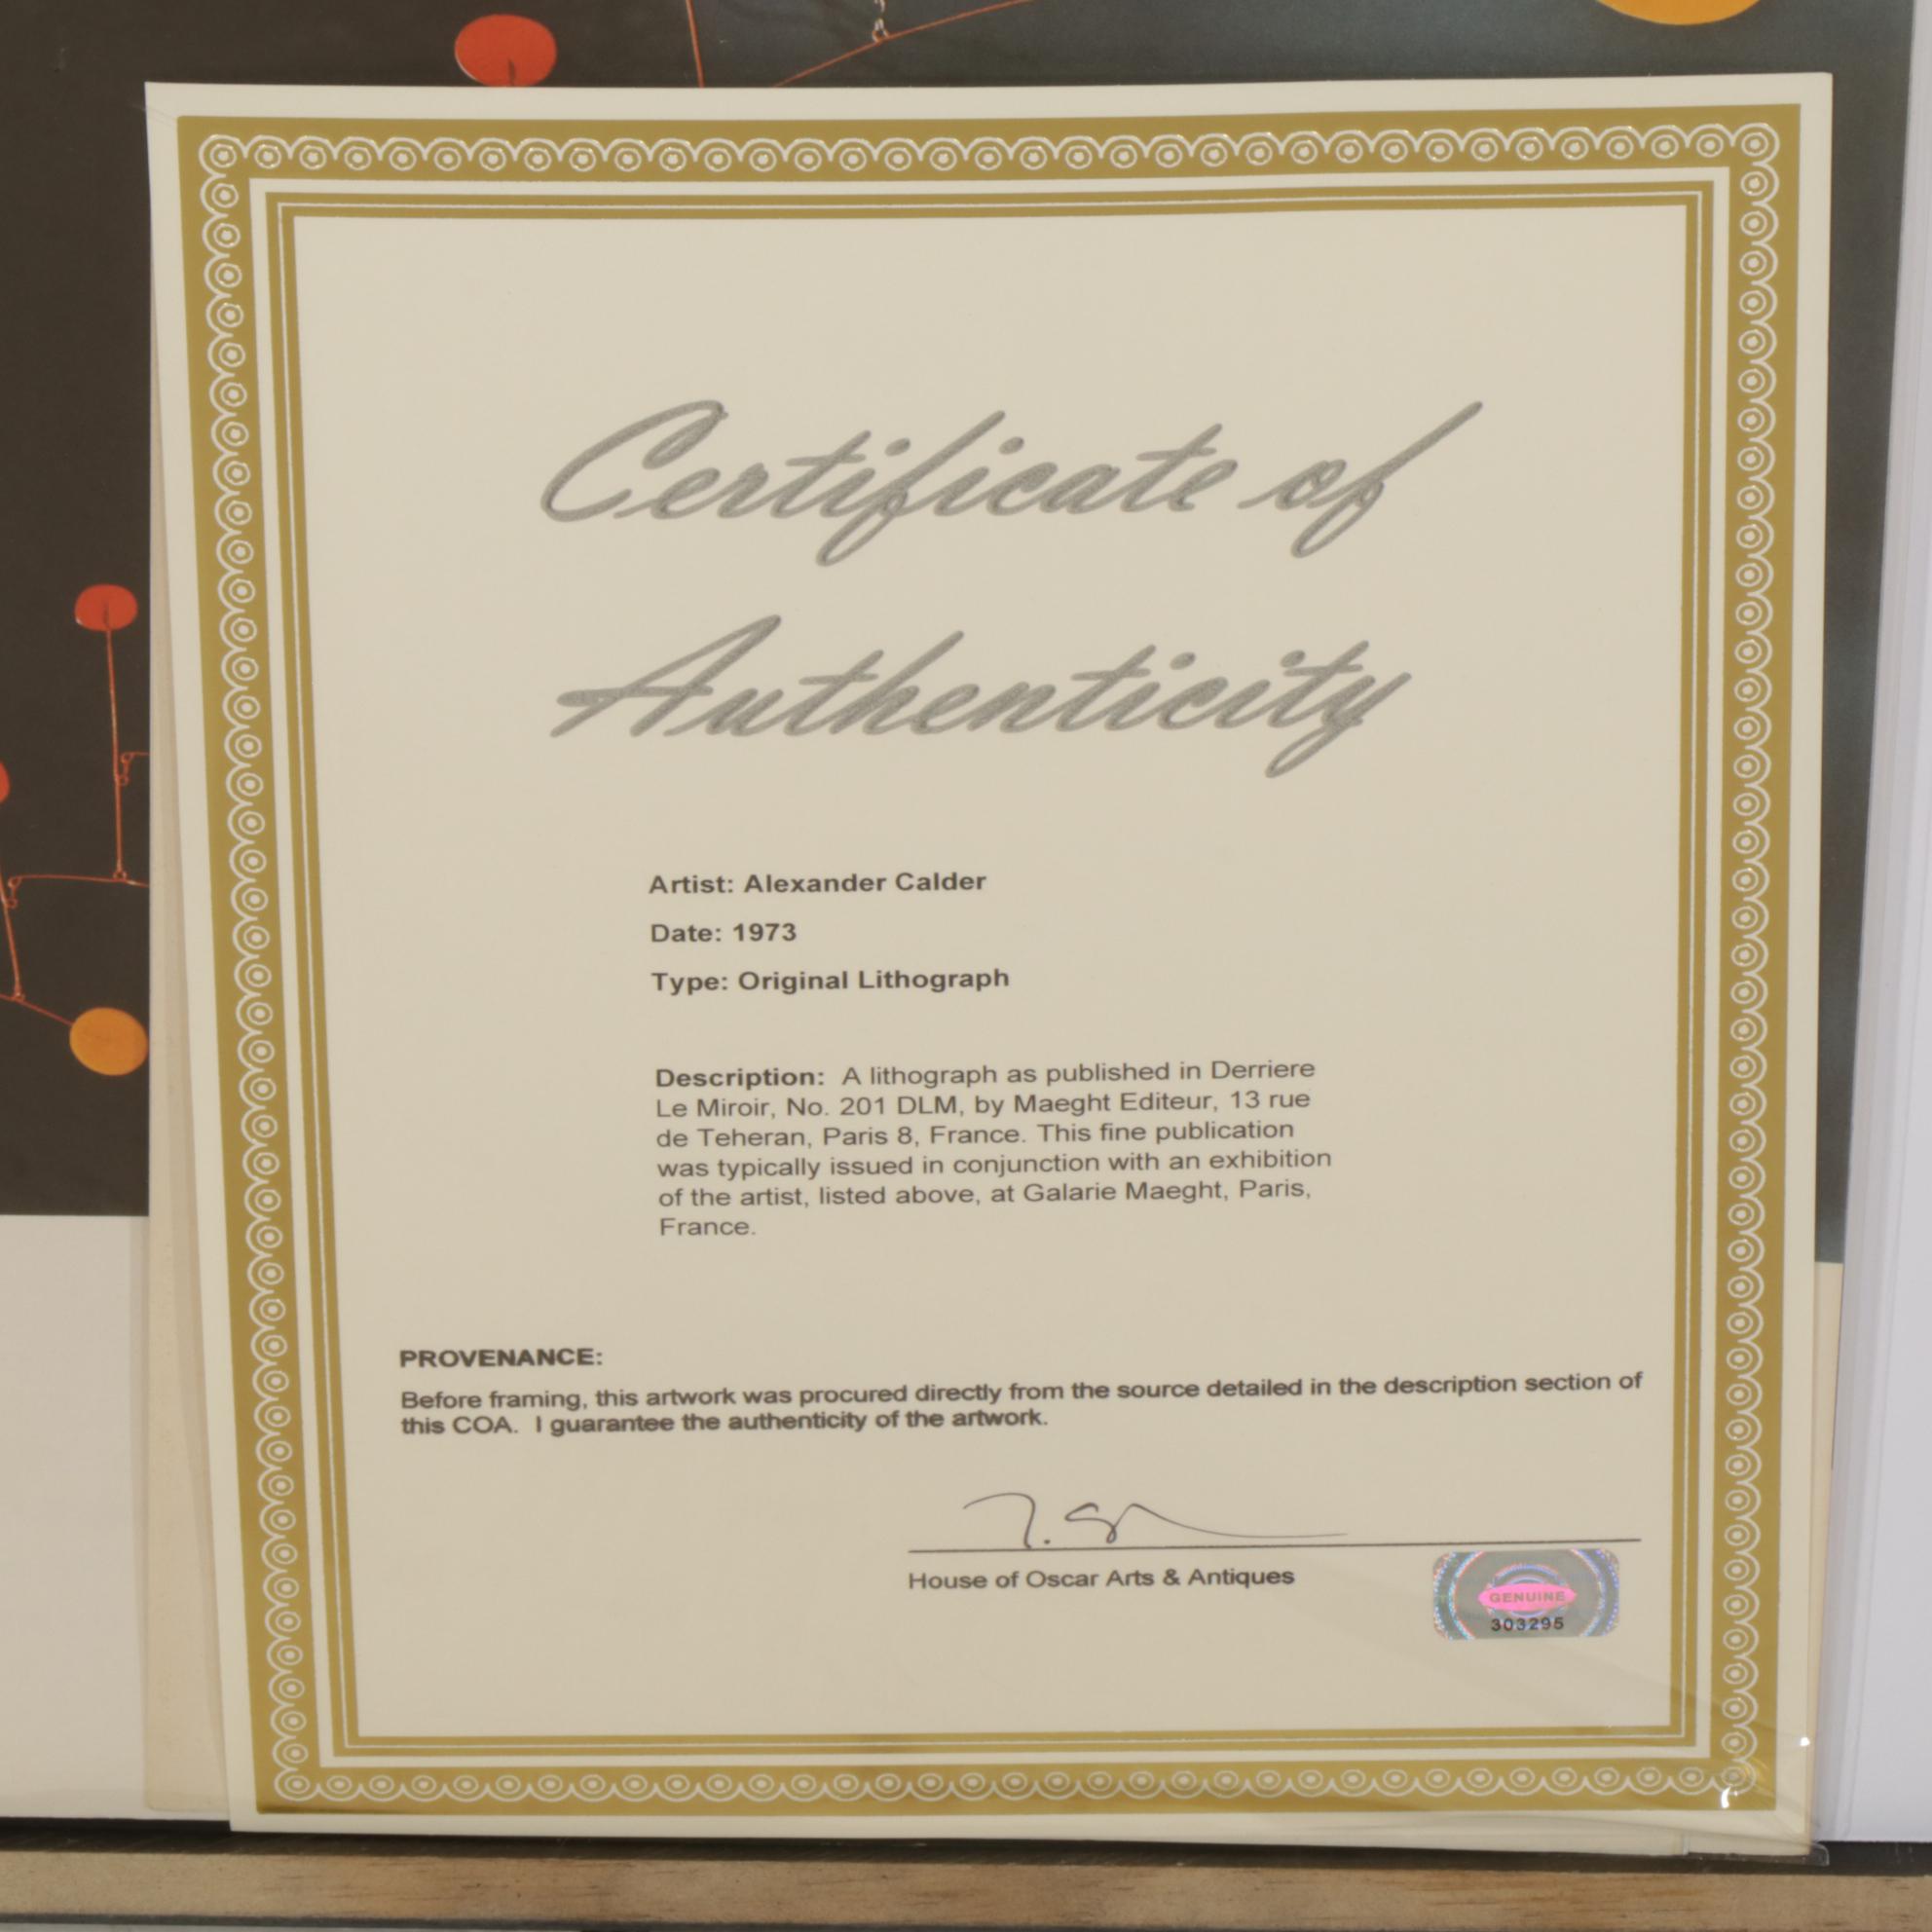 Certificate of
Authenticity
Artist: Alexander Calder
Date: 1973
Type: Original Lithograph
Description: A lithograph as published in Derriere
Le Miroir, No. 201 DLM, by Maeght Editeur, 13 rue
de Teheran, Paris 8, France. This fine publication
was typically issued in conjunction with an exhibition
of the artist, listed above, at Galarie Maeght, Paris,
France.
PROVENANCE:
Before framing, this artwork was procured directly from the source detailed in the description section of
this COA. I guarantee the authenticity of the artwork.
House of Oscar Arts & Antiques
GENUINE
303295